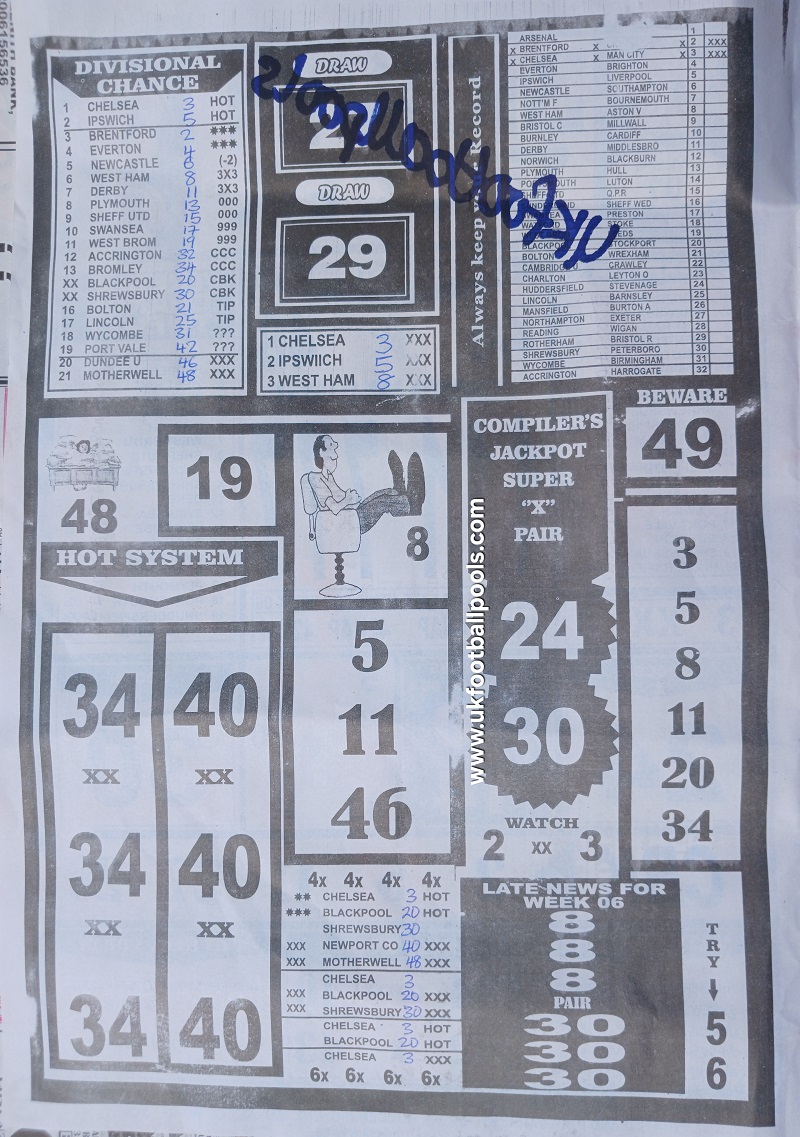 DIVISIONAL
CHANCE
1 CHELSEA 3 HOT
2 IPSWICH 5 HOT
3 BRENTFORD 2 ***
4 EVERTON 4 ***
5 NEWCASTLE 6 (-2)
6 WEST HAM 8 3X3
7 DERBY 11 3X3
8 PLYMOUTH 13 000
9 SHEFF UTD 15 000
10 SWANSEA 17 999
11 WEST BROM 19 999
12 ACCRINGTON 32 CCC
13 BROMLEY 34 CCC
XX BLACKPOOL 20 CBK
XX SHREWSBURY 30 CBK
16 BOLTON 21 TIP
17 LINCOLN 25 TIP
18 WYCOMBE 31 ???
19 PORT VALE 42 ???
20 DUNDEE U 46 XXX
21 MOTHERWELL 48 XXX
DRAW
DRAW
29
1 CHELSEA 3 XXX
2 IPSWIICH 5 XXX
3 WEST HAM 8 XXX
Always keep Record
ukfootballpools
ARSENAL 1
X BRENTFORD X X 2 XXX
X CHELSEA X MAN CITY X 3 XXX
EVERTON BRIGHTON 4
IPSWICH LIVERPOOL 5
NEWCASTLE SOUTHAMPTON 6
NOTT'M F BOURNEMOUTH 7
WEST HAM ASTON V 8
BRISTOL C MILLWALL 9
BURNLEY CARDIFF 10
DERBY MIDDLESBRO 11
NORWICH BLACKBURN 12
PLYMOUTH HULL 13
LUTON 14
Q.P.R 15
SHEFF WED 16
PRESTON 17
STOKE 18
19
STOCKPORT 20
BOLTON WREXHAM 21
CAMBRIDG CRAWLEY 22
CHARLTON LEYTON O 23
HUDDERSFIELD STEVENAGE 24
LINCOLN BARNSLEY 25
MANSFIELD BURTON A 26
NORTHAMPTON EXETER 27
READING WIGAN 28
ROTHERHAM BRISTOL R 29
SHREWSBURY PETERBORO 30
WYCOMBE BIRMINGHAM 31
ACCRINGTON HARROGATE 32
BEWARE
49
48
19
8
HOT SYSTEM
34 40
XX XX
34 40
XX XX
34 40
5
11
46
COMPILER'S
JACKPOT
SUPER
"X"
PAIR
24
30
WATCH
2 XX 3
www.ukfootballpools.com
3
5
8
11
20
34
4x 4x 4x 4x
** CHELSEA 3 HOT
*** BLACKPOOL 20 HOT
SHREWSBURY 30
XXX NEWPORT CO 40 XXX
XXX MOTHERWELL 48 XXX
CHELSEA 3
XXX BLACKPOOL 20 XXX
XXX SHREWSBURY 30 XXX
CHELSEA 3 HOT
BLACKPOOL 20 HOT
CHELSEA 3 XXX
6x 6x 6x 6x
LATE NEWS FOR
WEEK 06
8
8
8
PAIR
30
30
30
TRY
5
6